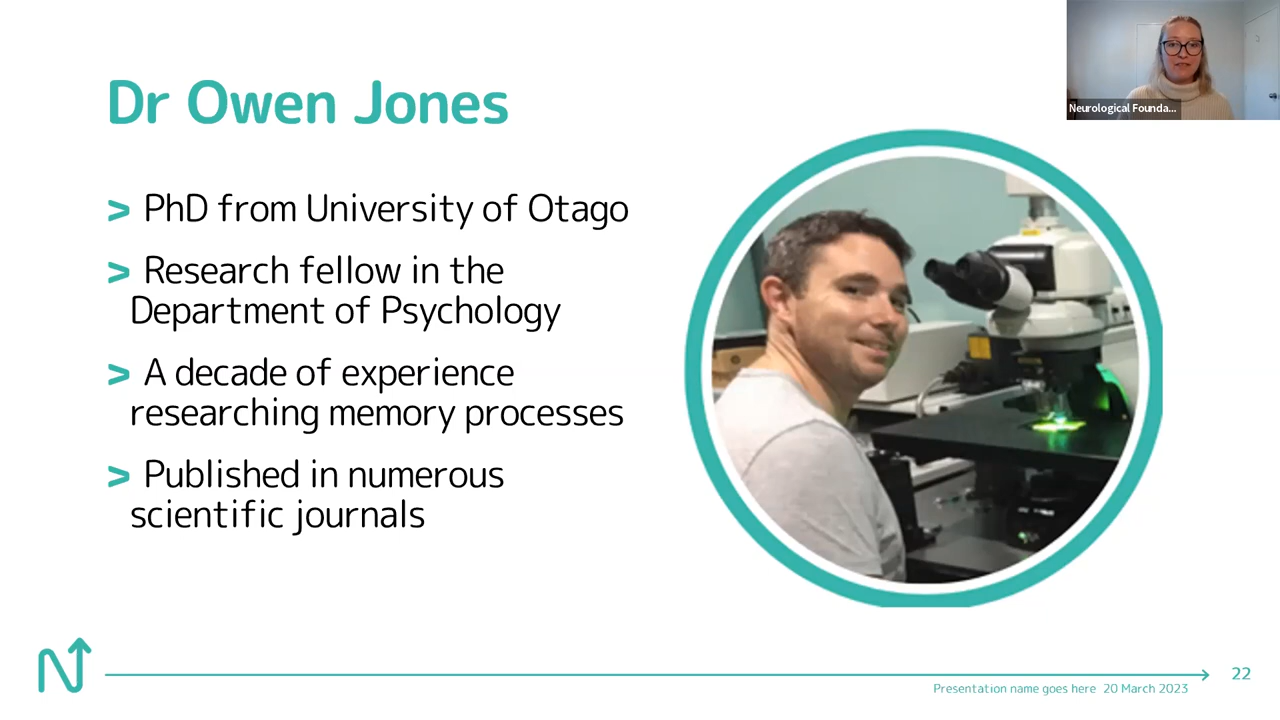 Neurological Founda...
Dr Owen Jones
> PhD from University of Otago
> Research fellow in the
Department of Psychology
> A decade of experience
researching memory processes
> Published in numerous
scientific journals
22
Presentation name goes here 20 March 2023